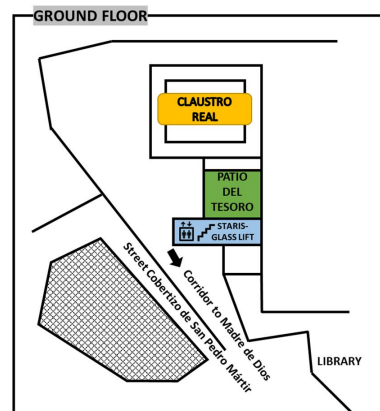 GROUND FLOOR
CLAUSTRO
REAL
PATIO
DEL
TESORO
STARIS-
GLASS LIFT
Corridor to Madre de Dios
Street Cobertizo de San Pedro Mártir
LIBRARY